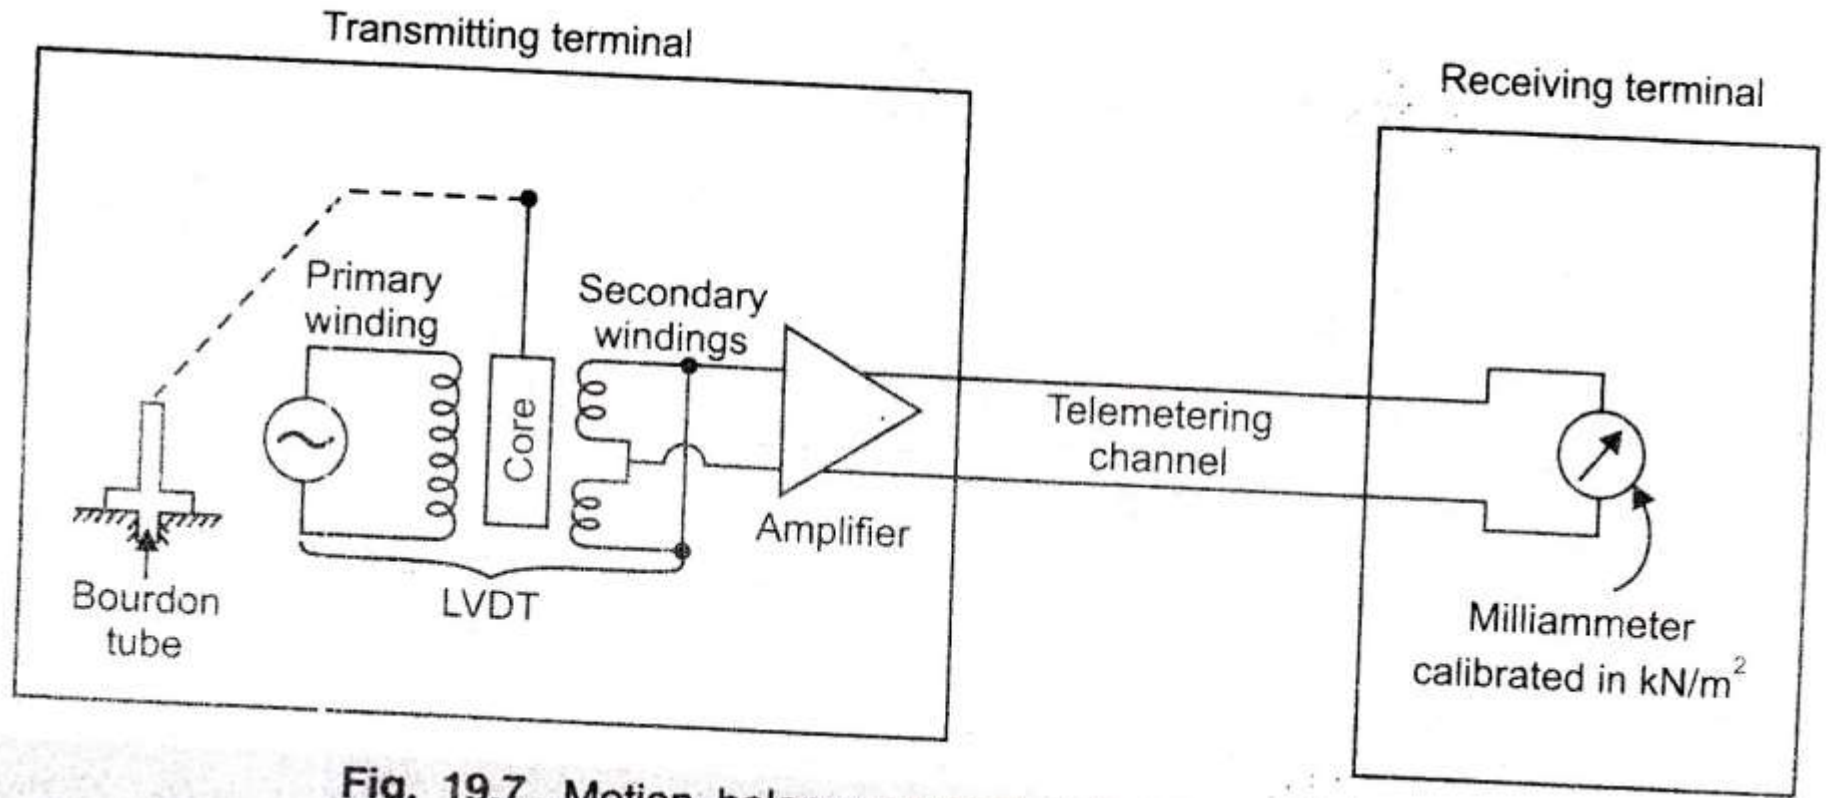 Transmitting terminal
Receiving terminal
Primary
winding
Secondary
windings
Core
Telemetering
channel
Amplifier
LVDT
Bourdon
tube
Milliammeter
calibrated in kN/m²
Fig. 19.7 Motion